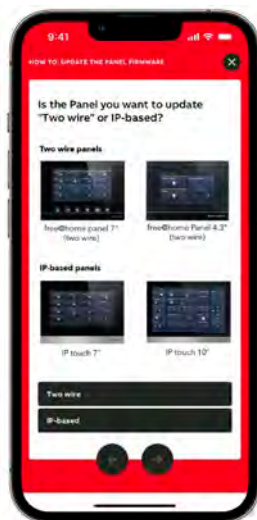 9:41
HOW TO: UPDATE THE PANEL FIRMWARE
Is the Panel you want to update
"Two wire" or IP-based?
Two wire panels
free@home panel 7"
(two wire)
free@home Panel 4.3"
(two wire)
IP-based panels
IP touch 7"
IP touch 10"
Two wire
IP-based